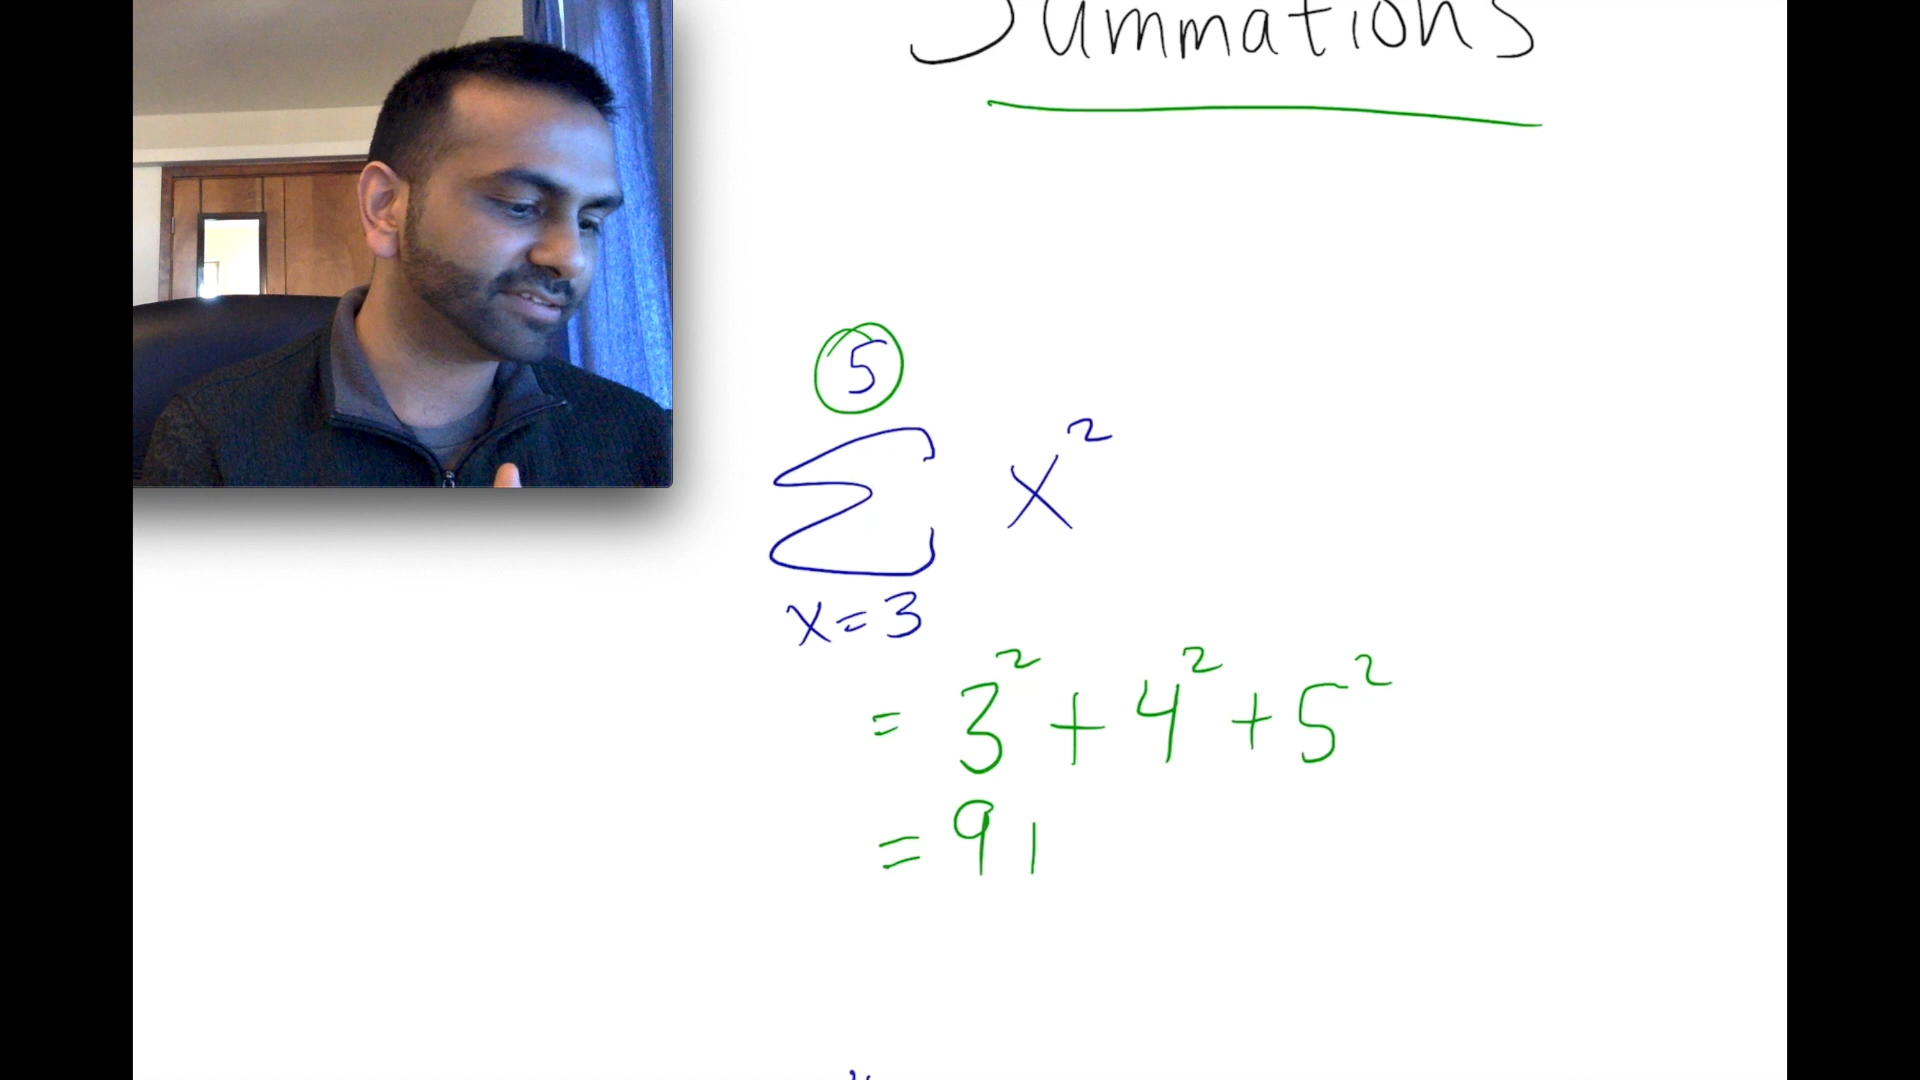 Summations
5
∑ x²
x=3
= 3² + 4² + 5²
= 91